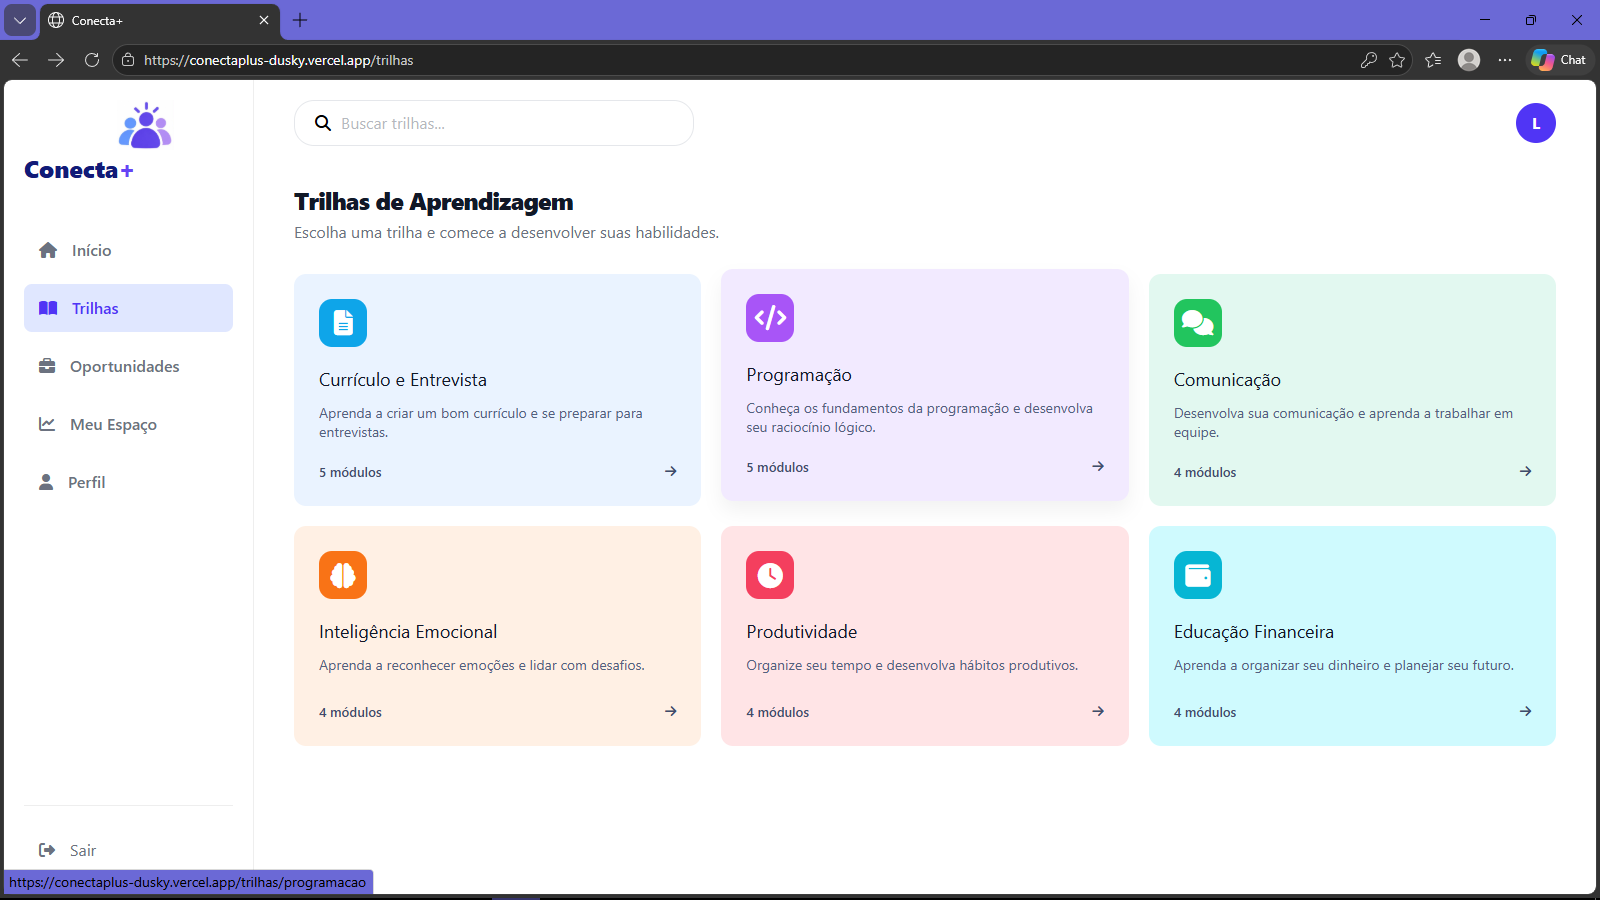 Conecta+
https://conectaplus-dusky.vercel.app/trilhas
Chat
Conecta+
Buscar trilhas...
L
Início
Trilhas
Oportunidades
Meu Espaço
Perfil
Sair
Trilhas de Aprendizagem
Escolha uma trilha e comece a desenvolver suas habilidades.
Currículo e Entrevista
Aprenda a criar um bom currículo e se preparar para
entrevistas.
5 módulos
Programação
Conheça os fundamentos da programação e desenvolva
seu raciocínio lógico.
5 módulos
Comunicação
Desenvolva sua comunicação e aprenda a trabalhar em
equipe.
4 módulos
Inteligência Emocional
Aprenda a reconhecer emoções e lidar com desafios.
4 módulos
Produtividade
Organize seu tempo e desenvolva hábitos produtivos.
4 módulos
Educação Financeira
Aprenda a organizar seu dinheiro e planejar seu futuro.
4 módulos
https://conectaplus-dusky.vercel.app/trilhas/programacao